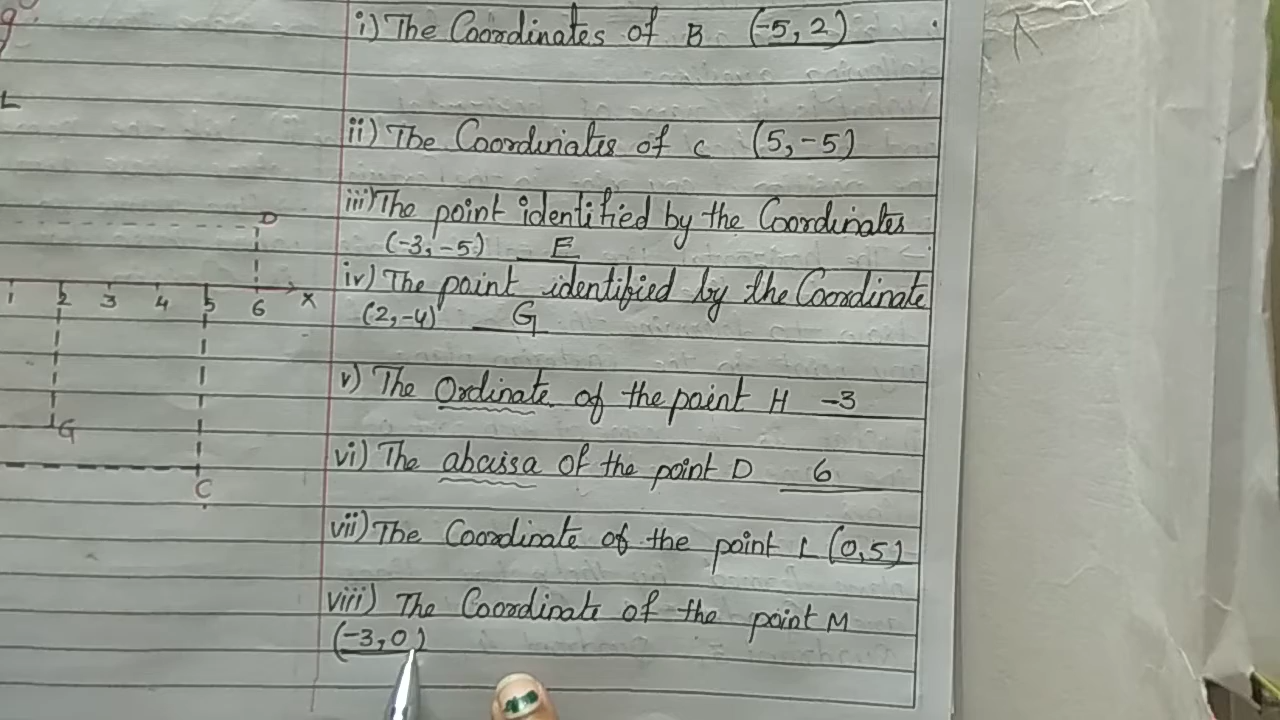 i) The Coordinates of B (-5, 2)
L
ii) The Coordinates of C (5, -5)
iii) The point identified by the Coordinates
D
(-3, -5) E
iv) The point identified by the Coordinate
1 2 3 4 5 6 X
(2, -4) G
v) The Ordinate of the point H -3
G
vi) The abcissa of the point D 6
C
vii) The Coordinate of the point L (0, 5)
viii) The Coordinate of the point M
(-3, 0)